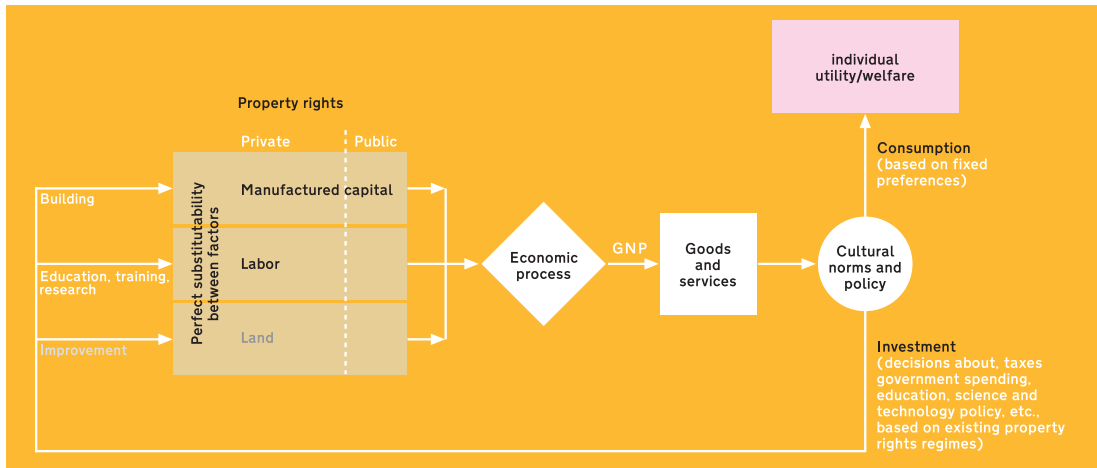 individual
utility/welfare
Property rights
Private
Public
Consumption
(based on fixed
preferences)
Building
Perfect substitutability
between factors
Manufactured capital
Education, training,
research
Labor
Economic
process
GNP
Goods
and
services
Cultural
norms and
policy
Improvement
Land
Investment
(decisions about, taxes
government spending,
education, science and
technology policy, etc.,
based on existing property
rights regimes)